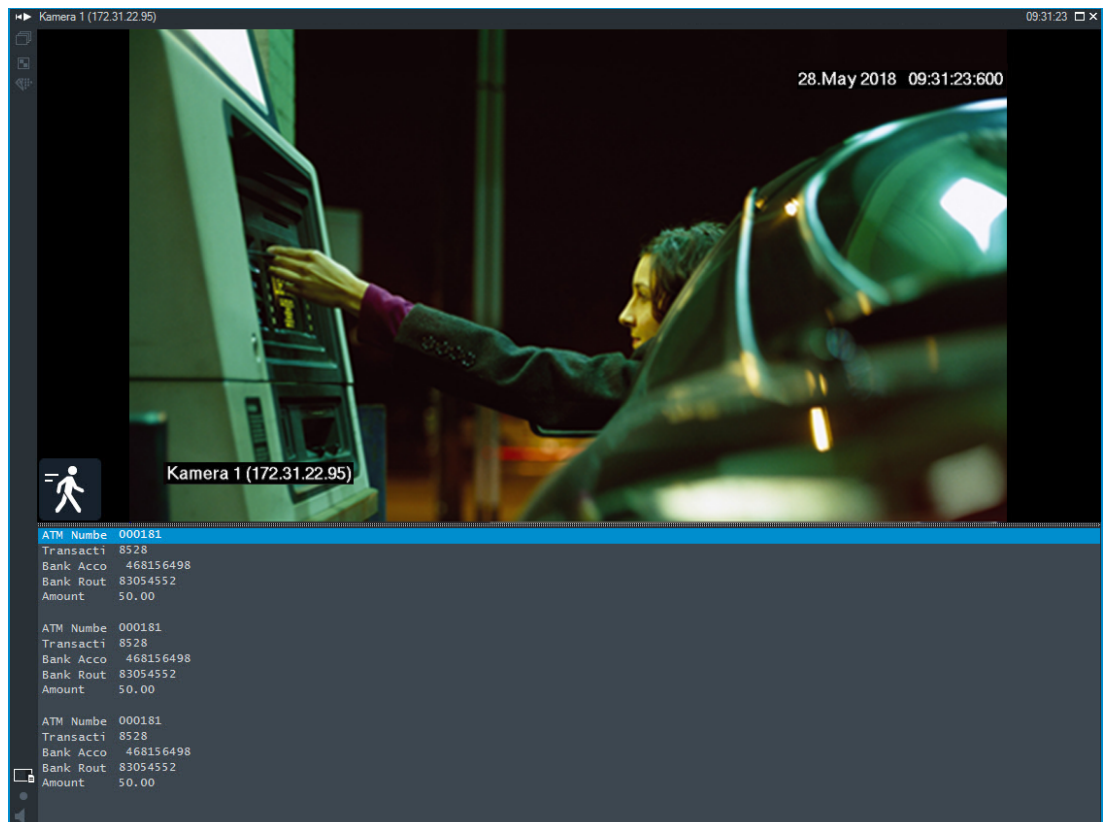 Kamera 1 (172.31.22.95)
09:31:23
28.May 2018 09:31:23:600
Kamera 1 (172.31.22.95)
ATM Numbe 000181
Transacti 8528
Bank Acco 468156498
Bank Rout 83054552
Amount 50.00
ATM Numbe 000181
Transacti 8528
Bank Acco 468156498
Bank Rout 83054552
Amount 50.00
ATM Numbe 000181
Transacti 8528
Bank Acco 468156498
Bank Rout 83054552
Amount 50.00